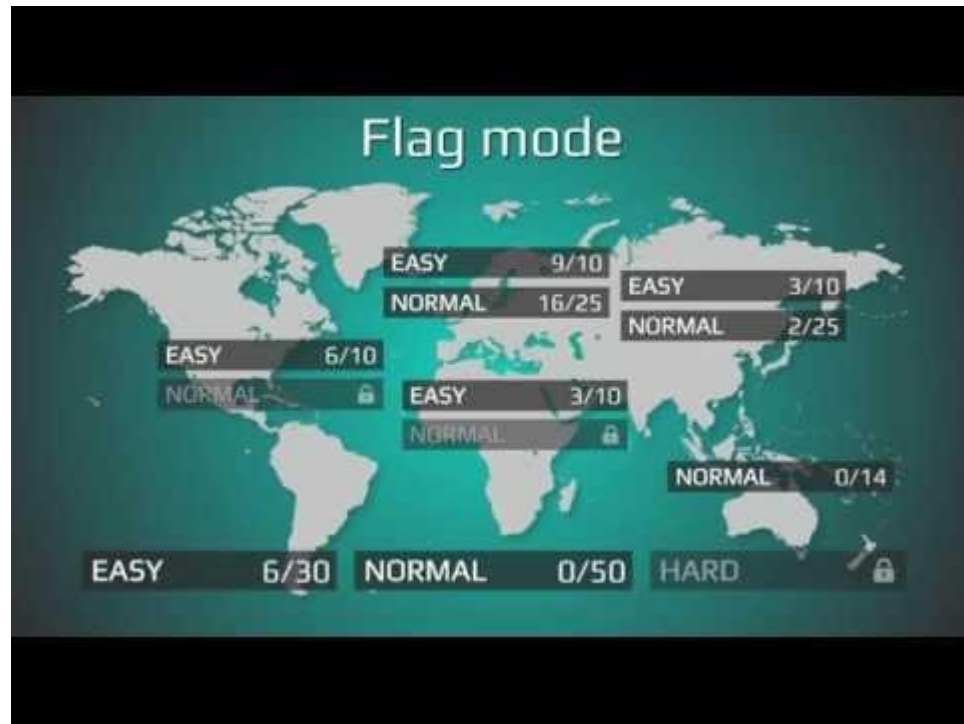 Flag mode
EASY 9/10
NORMAL 16/25
EASY 3/10
NORMAL 2/25
EASY 6/10
NORMAL
EASY 3/10
NORMAL
NORMAL 0/14
EASY 6/30
NORMAL 0/50
HARD